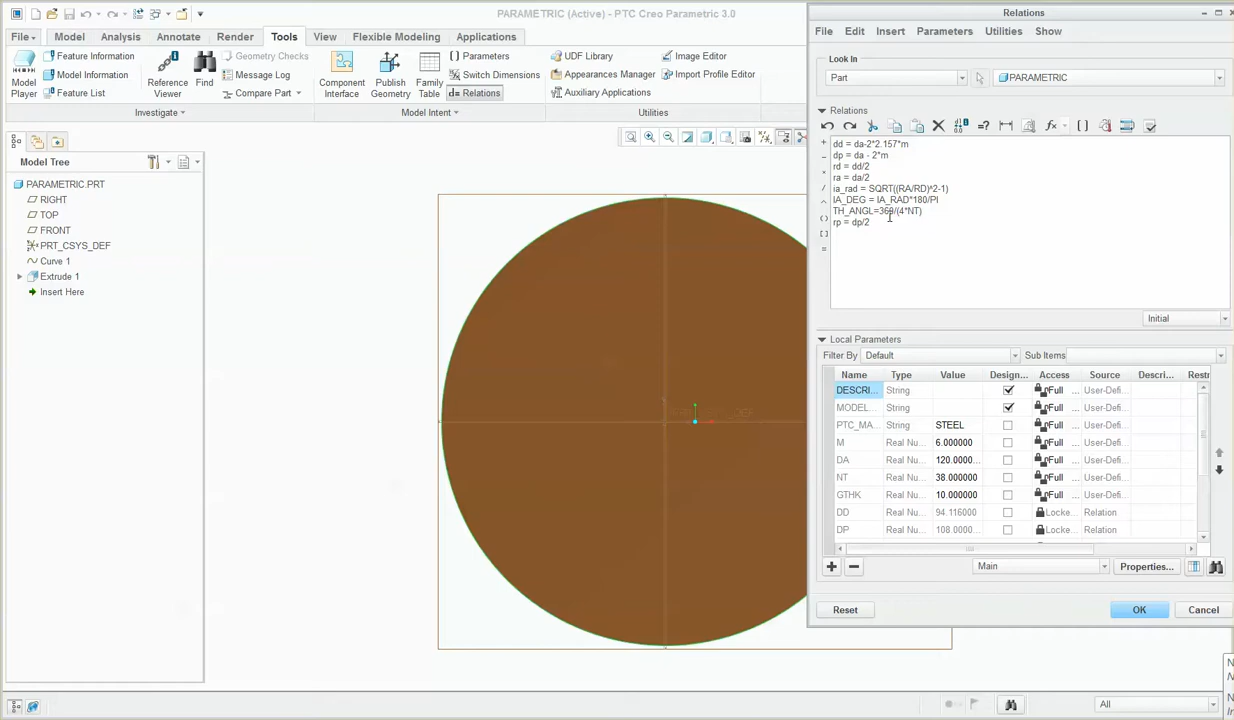 PARAMETRIC (Active) - PTC Creo Parametric 3.0
File
Model
Analysis
Annotate
Render
Tools
View
Flexible Modeling
Applications
Model Player
Feature Information
Model Information
Feature List
Reference Viewer
Find
Geometry Checks
Message Log
Compare Part
Investigate
Component Interface
Publish Geometry
Family Table
Parameters
Switch Dimensions
d= Relations
Model Intent
UDF Library
Appearances Manager
Auxiliary Applications
Image Editor
Import Profile Editor
Utilities
Model Tree
PARAMETRIC.PRT
RIGHT
TOP
FRONT
PRT_CSYS_DEF
Curve 1
Extrude 1
Insert Here
All
Relations
File Edit Insert Parameters Utilities Show
Look In
Part
PARAMETRIC
Relations
dd = da-2*2.157*m
dp = da - 2*m
rd = dd/2
ra = da/2
ia_rad = SQRT((RA/RD)^2-1)
IA_DEG = IA_RAD*180/PI
TH_ANGL=360/(4*NT)
rp = dp/2
Initial
Local Parameters
Filter By Default Sub Items
Name Type Value Design... Access Source Descri... Restr
DESCRI... String Full ... User-Defi...
MODEL... String Full ... User-Defi...
PTC_MA... String STEEL Full ... User-Defi...
M Real Nu... 6.000000 Full ... User-Defi...
DA Real Nu... 120.0000... Full ... User-Defi...
NT Real Nu... 38.000000 Full ... User-Defi...
GTHK Real Nu... 10.000000 Full ... User-Defi...
DD Real Nu... 94.116000 Locke... Relation
DP Real Nu... 108.0000... Locke... Relation
Main
Properties...
Reset
OK
Cancel